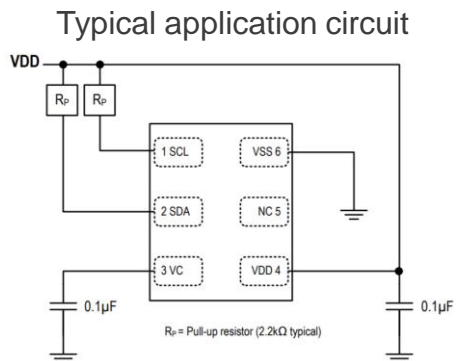 Typical application circuit
VDD
RP RP
1 SCL VSS 6
2 SDA NC 5
3 VC VDD 4
0.1µF 0.1µF
RP = Pull-up resistor (2.2kΩ typical)